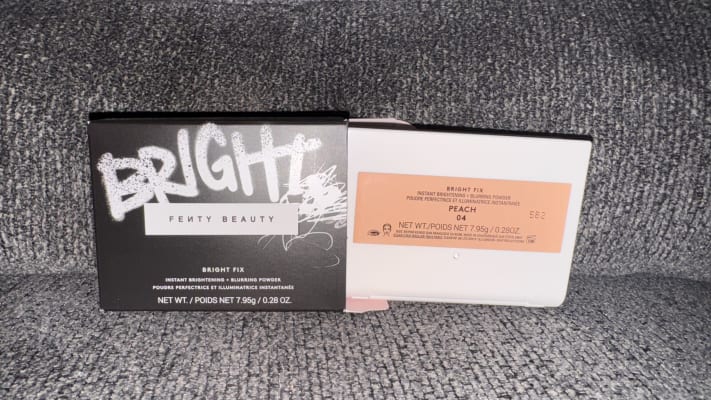 BRIGHT
FENTY BEAUTY
BRIGHT FIX
INSTANT BRIGHTENING + BLURRING POWDER
POUDRE PERFECTRICE ET ILLUMINATRICE INSTANTANÉE
NET WT. / POIDS NET 7.95g / 0.28 OZ.
BRIGHT FIX
INSTANT BRIGHTENING + BLURRING POWDER
POUDRE PERFECTRICE ET ILLUMINATRICE INSTANTANÉE
PEACH
04
582
NET WT./POIDS NET 7.95g / 0.28OZ.